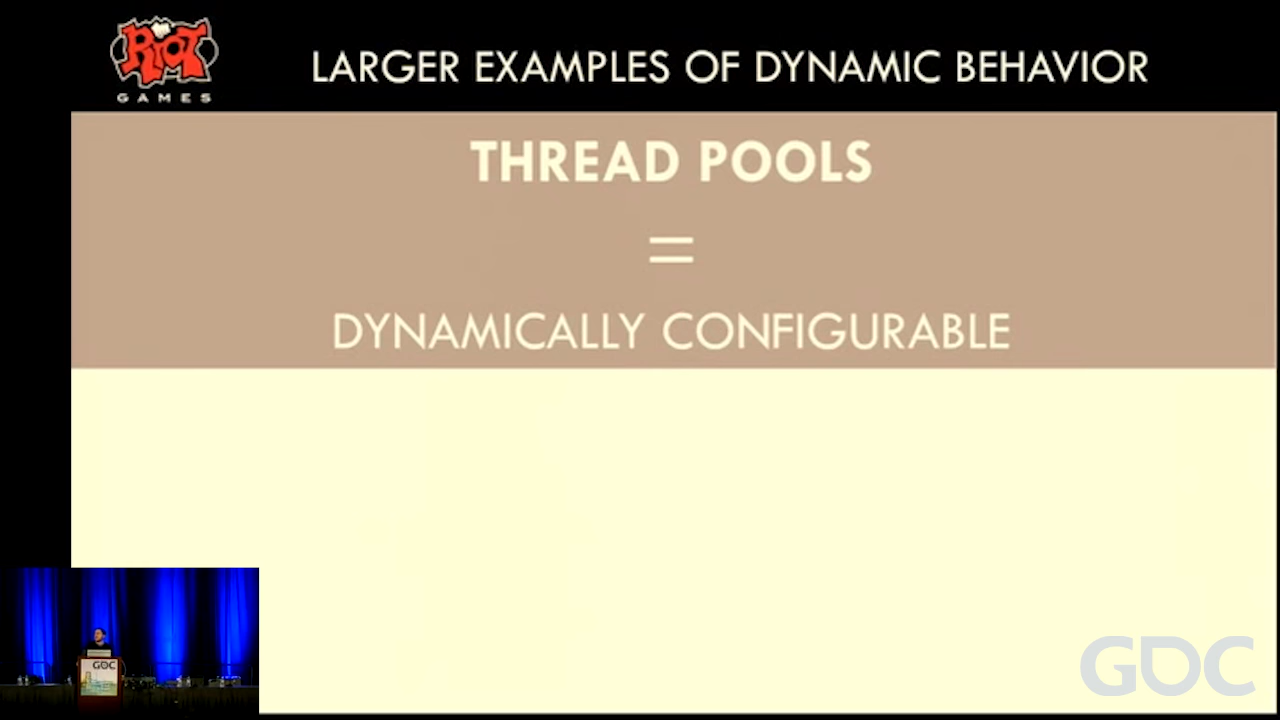 RIOT
GAMES
LARGER EXAMPLES OF DYNAMIC BEHAVIOR
THREAD POOLS
=
DYNAMICALLY CONFIGURABLE
GDC
GDC